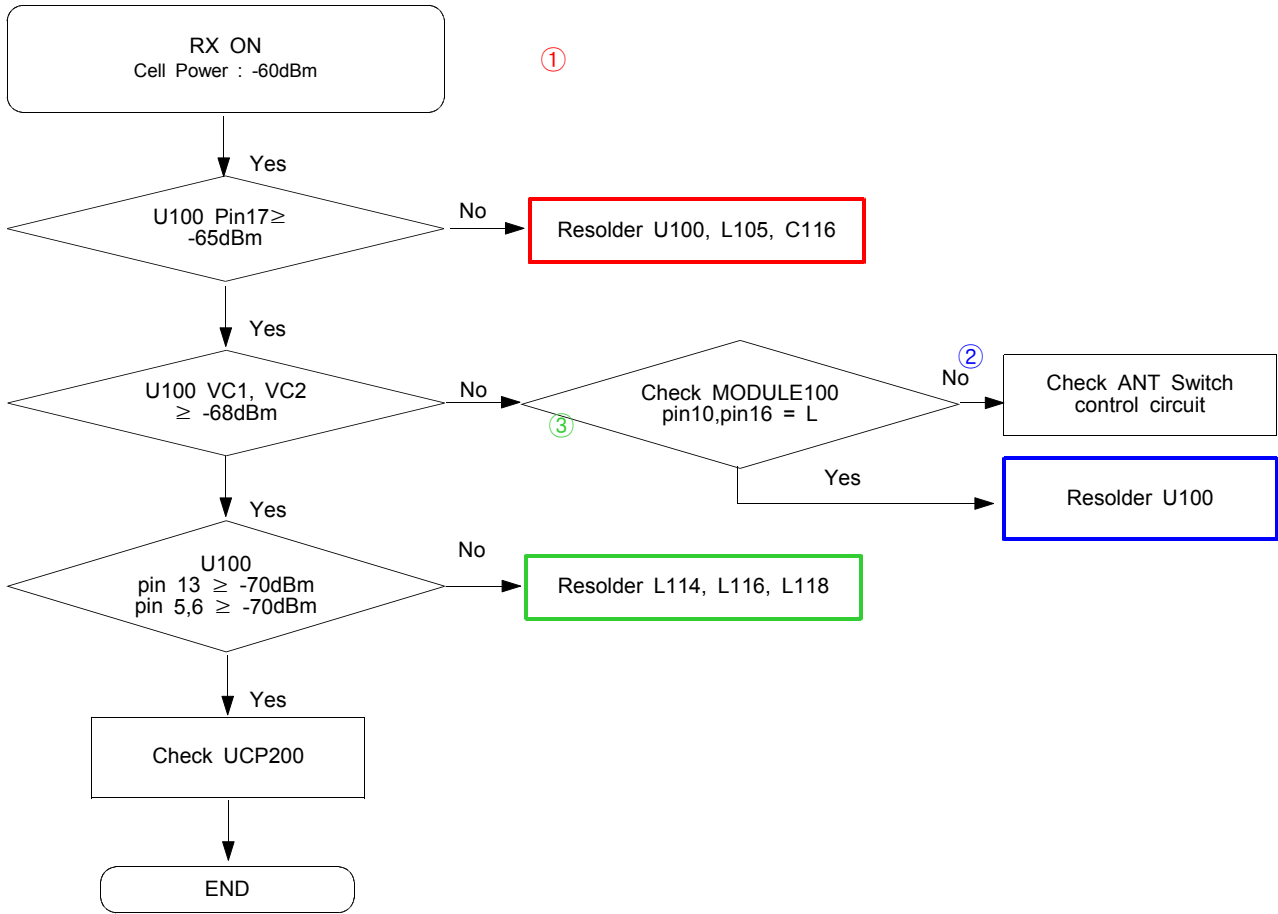 RX ON
Cell Power : -60dBm
①
Yes
U100 Pin17≥
-65dBm
No
Resolder U100, L105, C116
Yes
U100 VC1, VC2
≥ -68dBm
No
③
Check MODULE100
pin10,pin16 = L
②
No
Check ANT Switch
control circuit
Yes
Resolder U100
Yes
U100
pin 13 ≥ -70dBm
pin 5,6 ≥ -70dBm
No
Resolder L114, L116, L118
Yes
Check UCP200
END